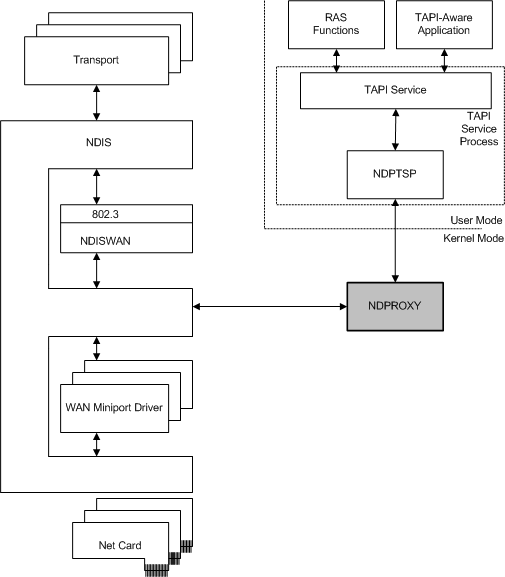 RAS
Functions
TAPI-Aware
Application
Transport
TAPI Service
TAPI
Service
Process
NDIS
NDPTSP
802.3
NDISWAN
User Mode
Kernel Mode
NDPROXY
WAN Miniport Driver
Net Card